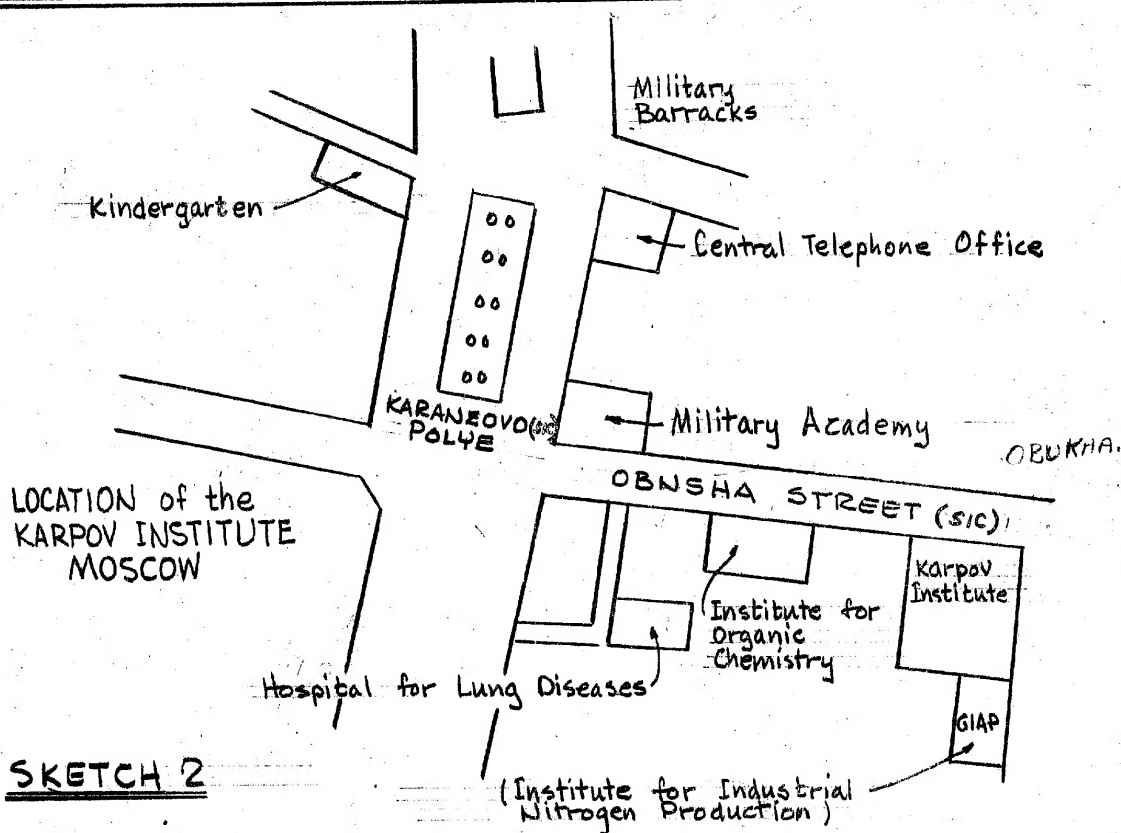 Military
Barracks
Kindergarten
Central Telephone Office
KARANEOVO (SIC)
POLYE
Military Academy
OBUKHA.
OBNSHA STREET (SIC)
LOCATION of the
KARPOV INSTITUTE
MOSCOW
Karpov
Institute
Institute for
Organic
Chemistry
Hospital for Lung Diseases
GIAP
(Institute for Industrial
Nitrogen Production)
SKETCH 2